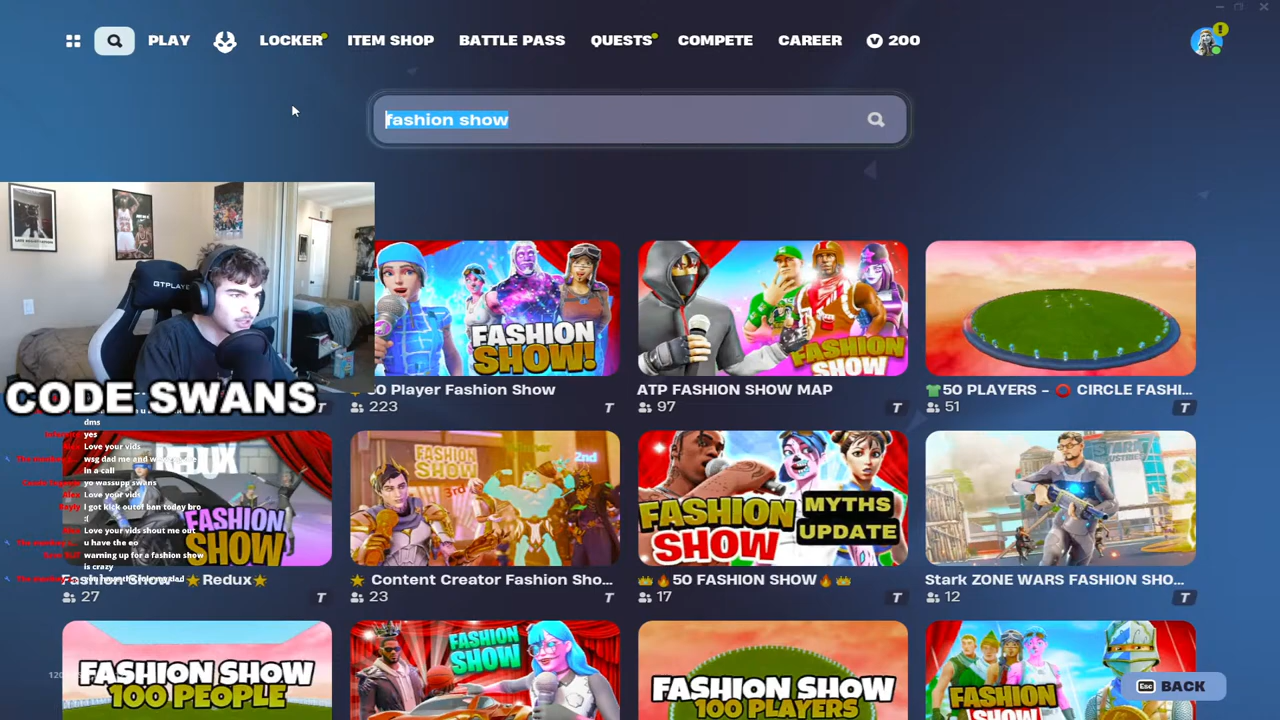 PLAY
LOCKER
ITEM SHOP
BATTLE PASS
QUESTS
COMPETE
CAREER
200
fashion show
GTPLAYER
CODE SWANS
FASHION
SHOW!
50 Player Fashion Show
223
T
FASHION
SHOW
ATP FASHION SHOW MAP
97
T
50 PLAYERS - ⭕ CIRCLE FASHI...
51
T
dms
yes
Love your vids
wsg dad me and
in a call
yo wassupp swans
Love your vids
I got kick outof ban today bro
:(
Love your vids shout me out
u have the eo
warning up for a fashion show
is crazy
REDUX
FASHION
SHOW
Fashion Show ⭐Redux⭐
27
T
FASHION
SHOW
3rd
2nd
⭐ Content Creator Fashion Sho...
23
T
FASHION
SHOW
MYTHS
UPDATE
👑🔥50 FASHION SHOW🔥👑
17
T
Stark ZONE WARS FASHION SHO...
12
T
FASHION SHOW
100 PEOPLE
FASHION
SHOW
FASHION SHOW
100 PLAYERS
FASHION
SHOW
Esc BACK